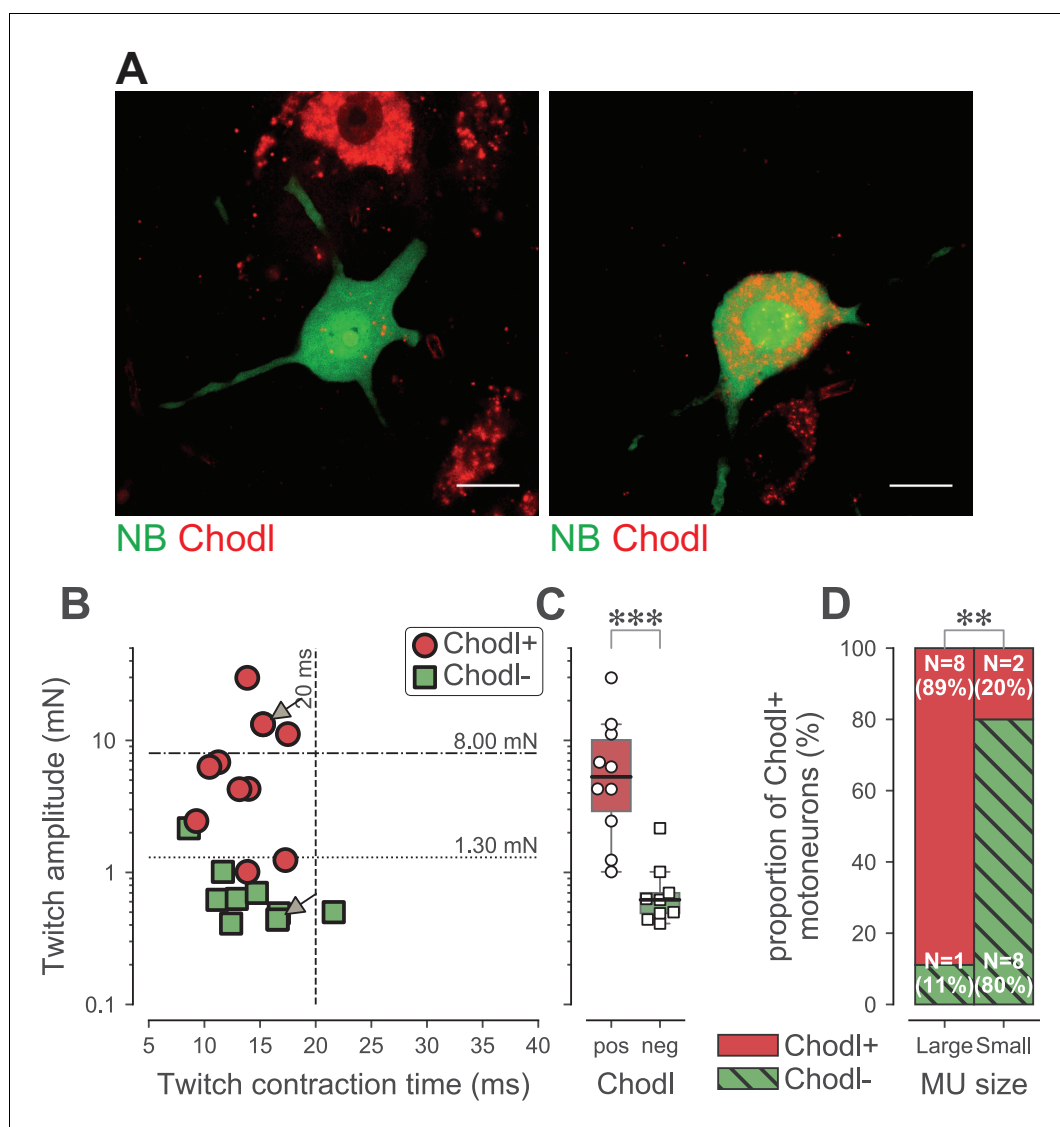 A
NB Chodl
NB Chodl
B
Chodl+
Chodl-
20 ms
8.00 mN
1.30 mN
Twitch amplitude (mN)
10
1
0.1
5 10 15 20 25 30 35 40
Twitch contraction time (ms)
C
***
pos neg
Chodl
D
**
proportion of Chodl+
motoneurons (%)
100
80
60
40
20
0
N=8
(89%)
N=2
(20%)
N=1
(11%)
N=8
(80%)
Large Small
MU size
Chodl+
Chodl-